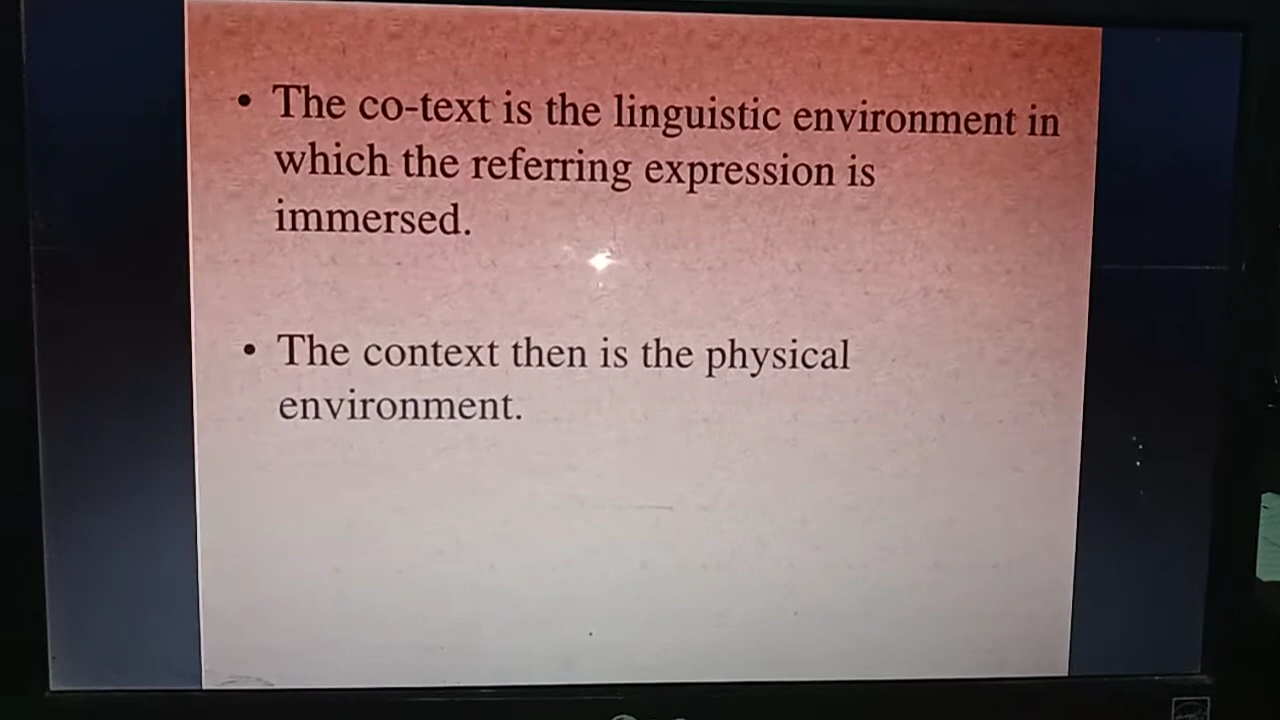 • The co-text is the linguistic environment in
which the referring expression is
immersed.
• The context then is the physical
environment.